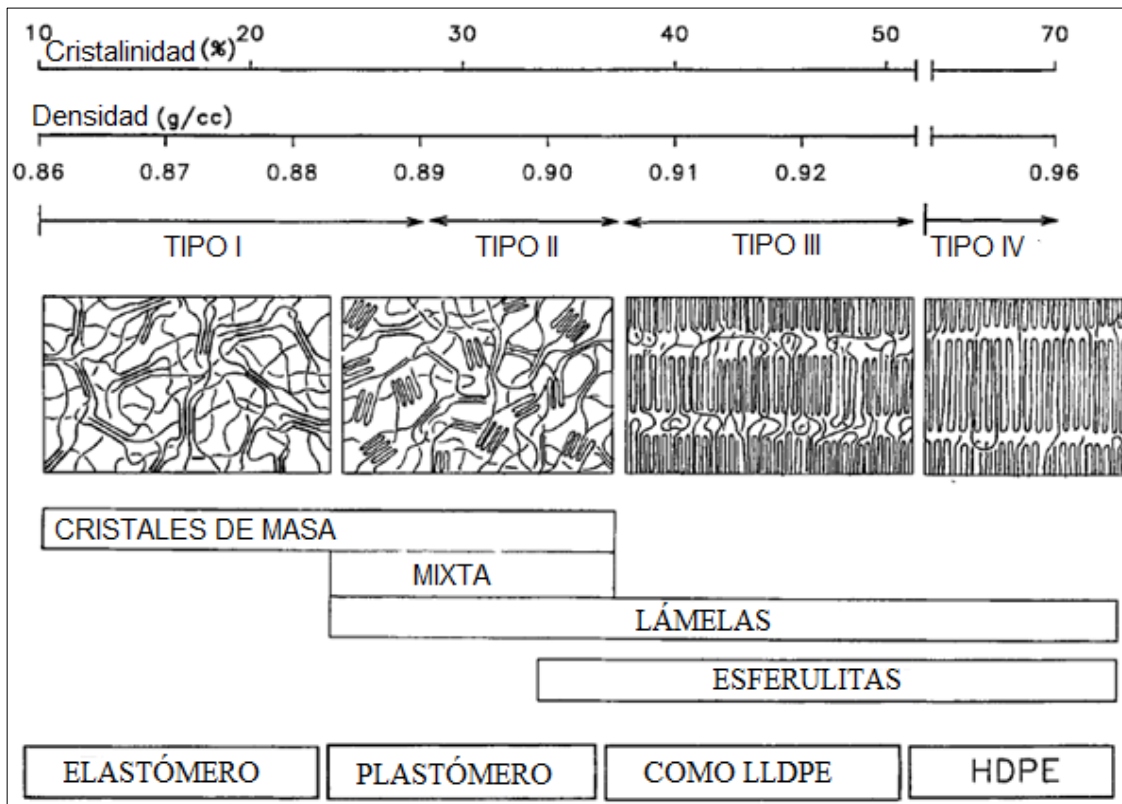 10 20 30 40 50 70
Cristalinidad (%)
Densidad (g/cc)
0.86 0.87 0.88 0.89 0.90 0.91 0.92 0.96
TIPO I TIPO II TIPO III TIPO IV
CRISTALES DE MASA
MIXTA
LÁMELAS
ESFERULITAS
ELASTÓMERO PLASTÓMERO COMO LLDPE HDPE